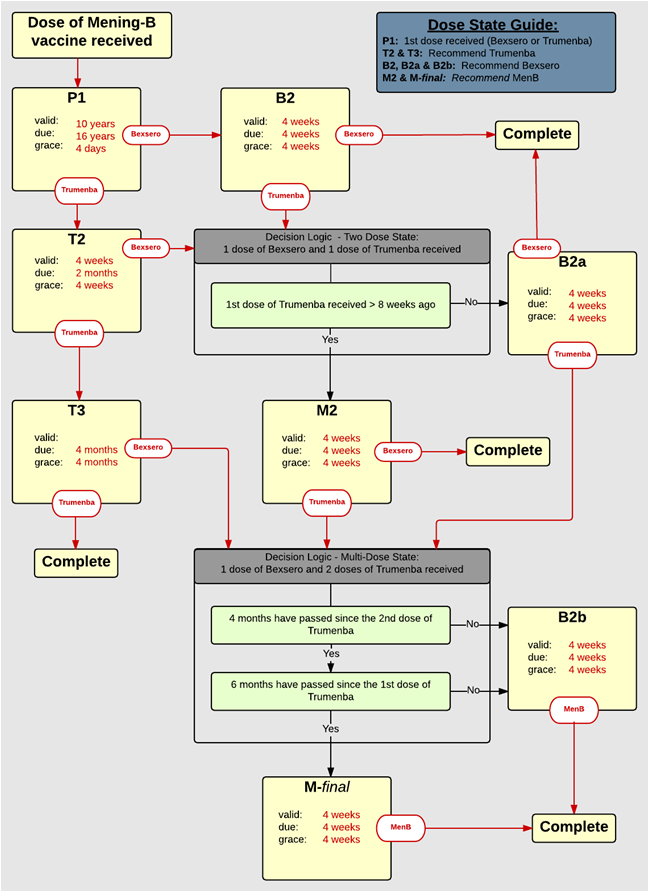 Dose of Mening-B
vaccine received
Dose State Guide:
P1: 1st dose received (Bexsero or Trumenba)
T2 & T3: Recommend Trumenba
B2, B2a & B2b: Recommend Bexsero
M2 & M-final: Recommend MenB
P1
valid: 10 years
due: 16 years
grace: 4 days
Bexsero
Trumenba
B2
valid: 4 weeks
due: 4 weeks
grace: 4 weeks
Bexsero
Trumenba
Complete
T2
valid: 4 weeks
due: 2 months
grace: 4 weeks
Bexsero
Trumenba
Decision Logic - Two Dose State:
1 dose of Bexsero and 1 dose of Trumenba received
1st dose of Trumenba received > 8 weeks ago
No
Yes
Bexsero
B2a
valid: 4 weeks
due: 4 weeks
grace: 4 weeks
Trumenba
T3
valid:
due: 4 months
grace: 4 months
Bexsero
Trumenba
Complete
M2
valid: 4 weeks
due: 4 weeks
grace: 4 weeks
Bexsero
Trumenba
Complete
Decision Logic - Multi-Dose State:
1 dose of Bexsero and 2 doses of Trumenba received
4 months have passed since the 2nd dose of
Trumenba
No
Yes
6 months have passed since the 1st dose of
Trumenba
No
Yes
B2b
valid: 4 weeks
due: 4 weeks
grace: 4 weeks
MenB
M-final
valid: 4 weeks
due: 4 weeks
grace: 4 weeks
MenB
Complete